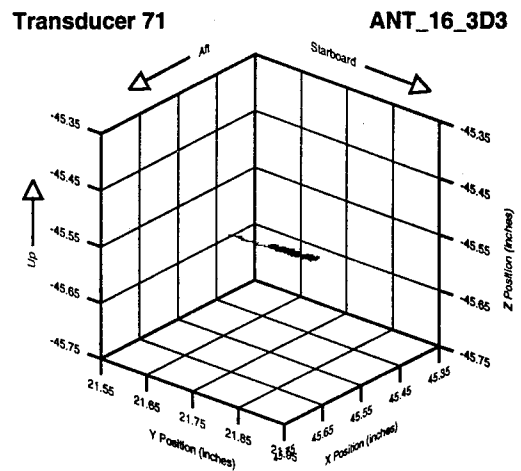 Transducer 71
ANT_16_3D3
Aft
Starboard
Up
-45.35
-45.45
-45.55
-45.65
-45.75
-45.35
-45.45
-45.55
-45.65
-45.75
Z Position (inches)
21.55
21.65
21.75
21.85
Y Position (inches)
45.65
45.55
45.45
45.35
X Position (inches)